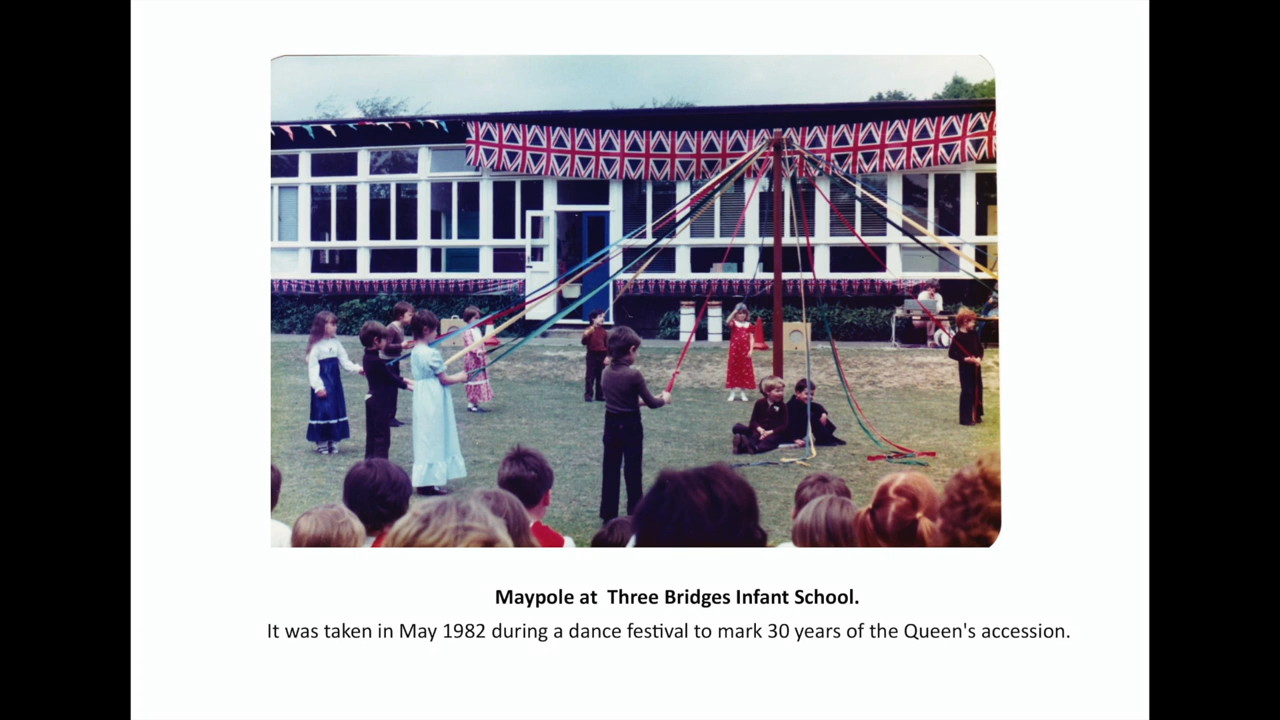 Maypole at  Three Bridges Infant School.
It was taken in May 1982 during a dance festival to mark 30 years of the Queen's accession.